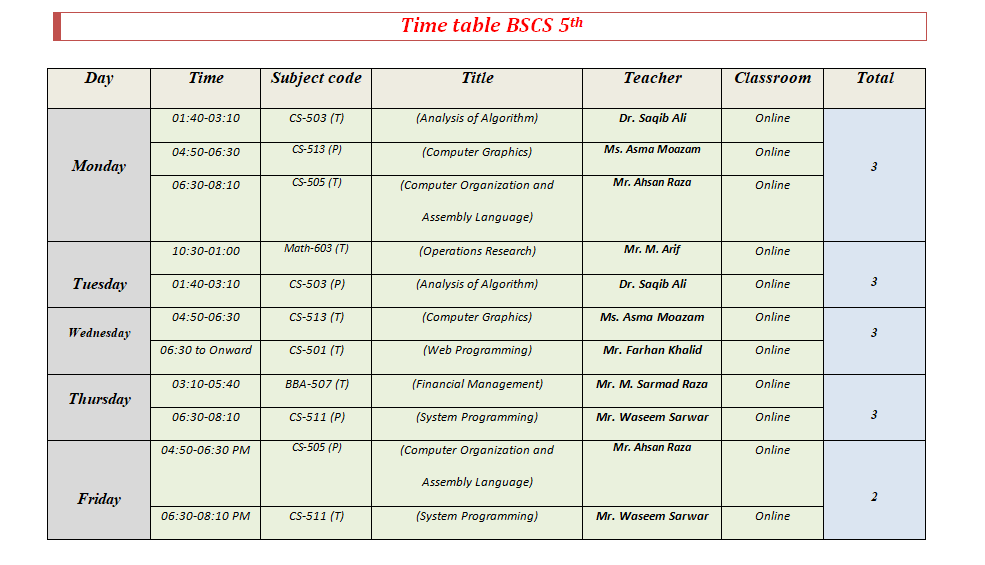 Time table BSCS 5th
Day Time Subject code Title Teacher Classroom Total
Monday 01:40-03:10 CS-503 (T) (Analysis of Algorithm) Dr. Saqib Ali Online 3
04:50-06:30 CS-513 (P) (Computer Graphics) Ms. Asma Moazam Online
06:30-08:10 CS-505 (T) (Computer Organization and Assembly Language) Mr. Ahsan Raza Online
Tuesday 10:30-01:00 Math-603 (T) (Operations Research) Mr. M. Arif Online 3
01:40-03:10 CS-503 (P) (Analysis of Algorithm) Dr. Saqib Ali Online
Wednesday 04:50-06:30 CS-513 (T) (Computer Graphics) Ms. Asma Moazam Online 3
06:30 to Onward CS-501 (T) (Web Programming) Mr. Farhan Khalid Online
Thursday 03:10-05:40 BBA-507 (T) (Financial Management) Mr. M. Sarmad Raza Online 3
06:30-08:10 CS-511 (P) (System Programming) Mr. Waseem Sarwar Online
Friday 04:50-06:30 PM CS-505 (P) (Computer Organization and Assembly Language) Mr. Ahsan Raza Online 2
06:30-08:10 PM CS-511 (T) (System Programming) Mr. Waseem Sarwar Online